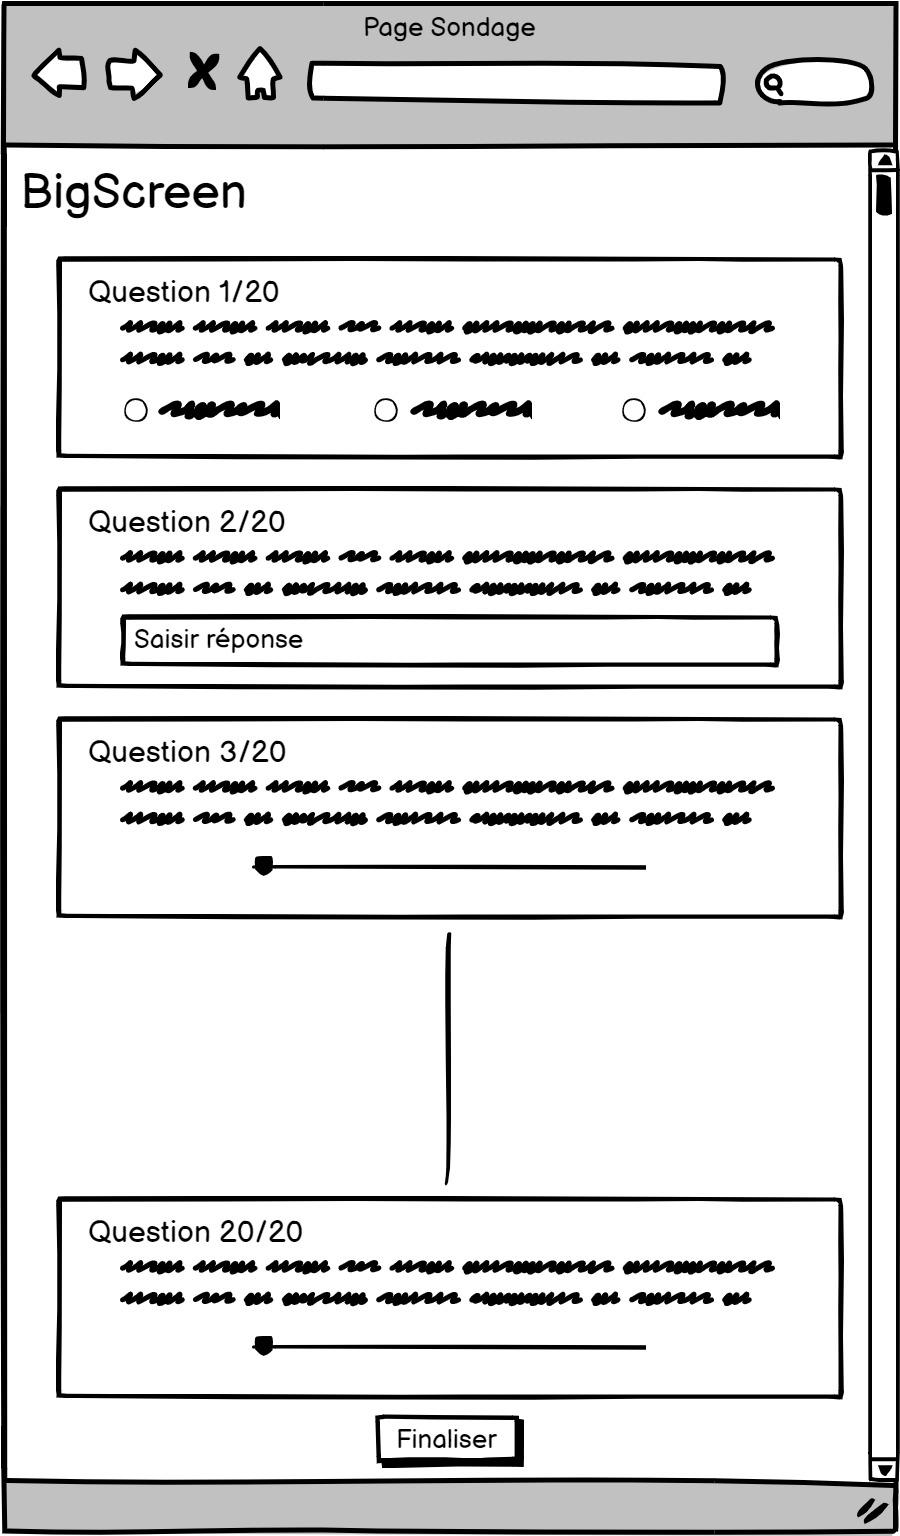 Page Sondage
BigScreen
Question 1/20
Question 2/20
Saisir réponse
Question 3/20
Question 20/20
Finaliser